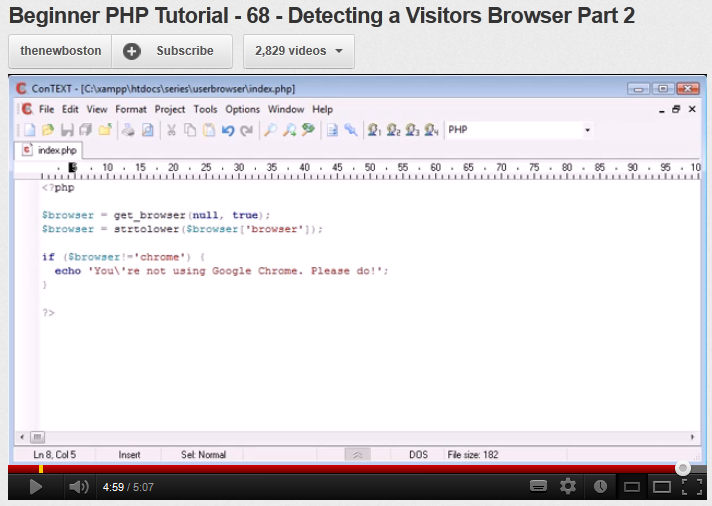 Beginner PHP Tutorial - 68 - Detecting a Visitors Browser Part 2
thenewboston Subscribe 2,829 videos
ConTEXT - [C:\xampp\htdocs\series\userbrowser\index.php]
File Edit View Format Project Tools Options Window Help
PHP
index.php
10 15 20 25 30 35 40 45 50 55 60 65 70 75 80 85 90 95 10
<?php
$browser = get_browser(null, true);
$browser = strtolower($browser['browser']);
if ($browser!='chrome') {
echo 'You\'re not using Google Chrome. Please do!';
}
?>
Ln 8, Col 5 Insert Sel: Normal DOS File size: 182
4:59 / 5:07